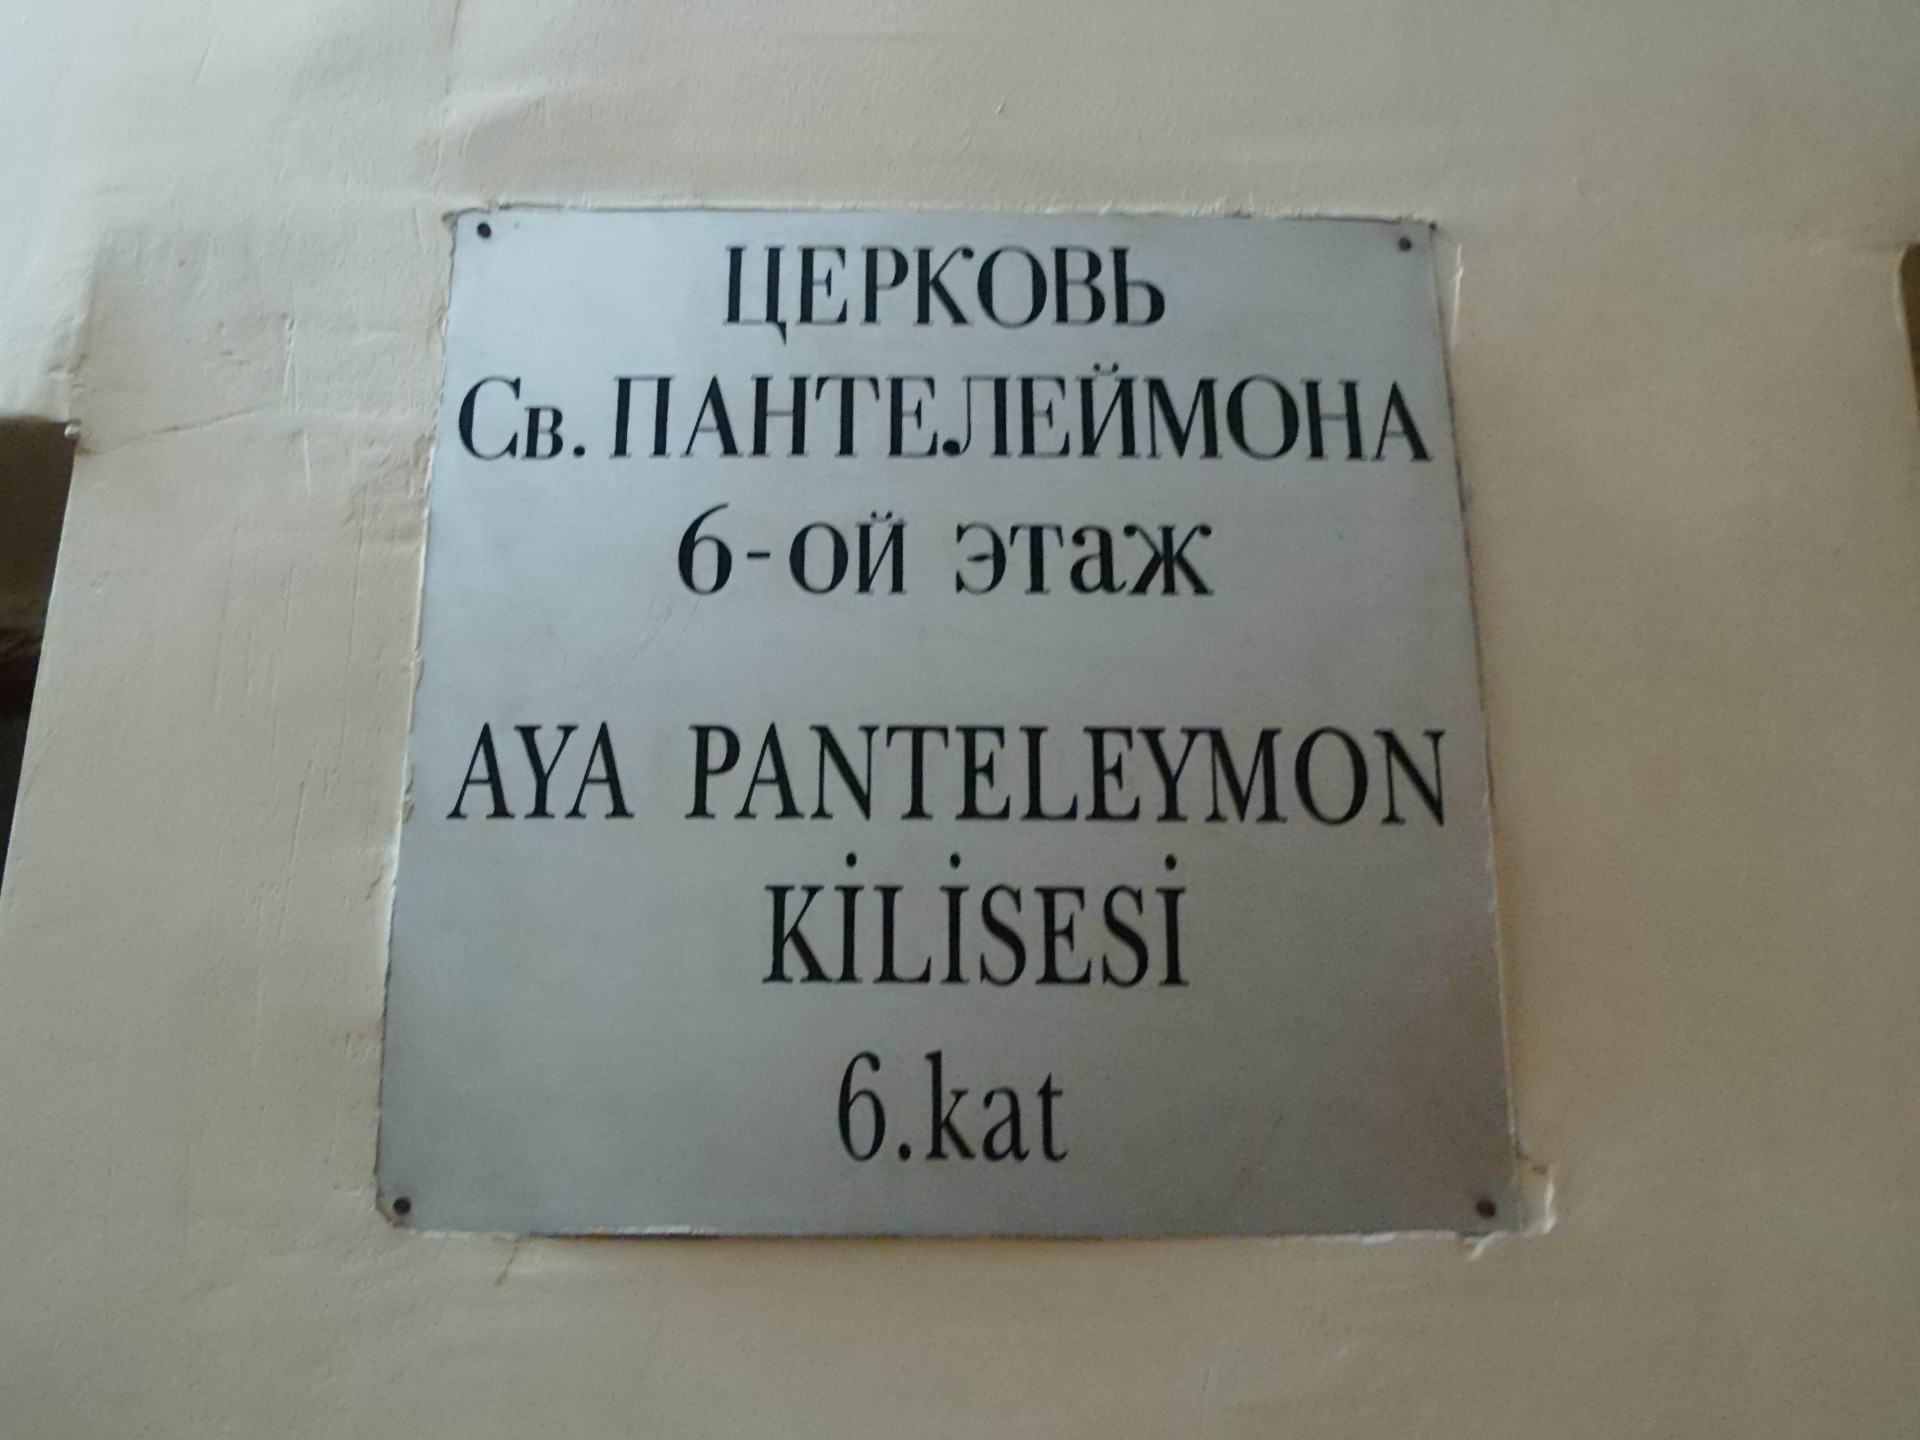 ЦЕРКОВЬ
Св. ПАНТЕЛЕЙМОНА
6-ой этаж
AYA PANTELEYMON
KİLİSESİ
6.kat